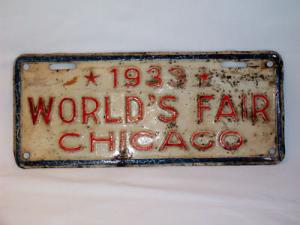 ★ 1933 ★
WORLD'S FAIR
CHICAGO